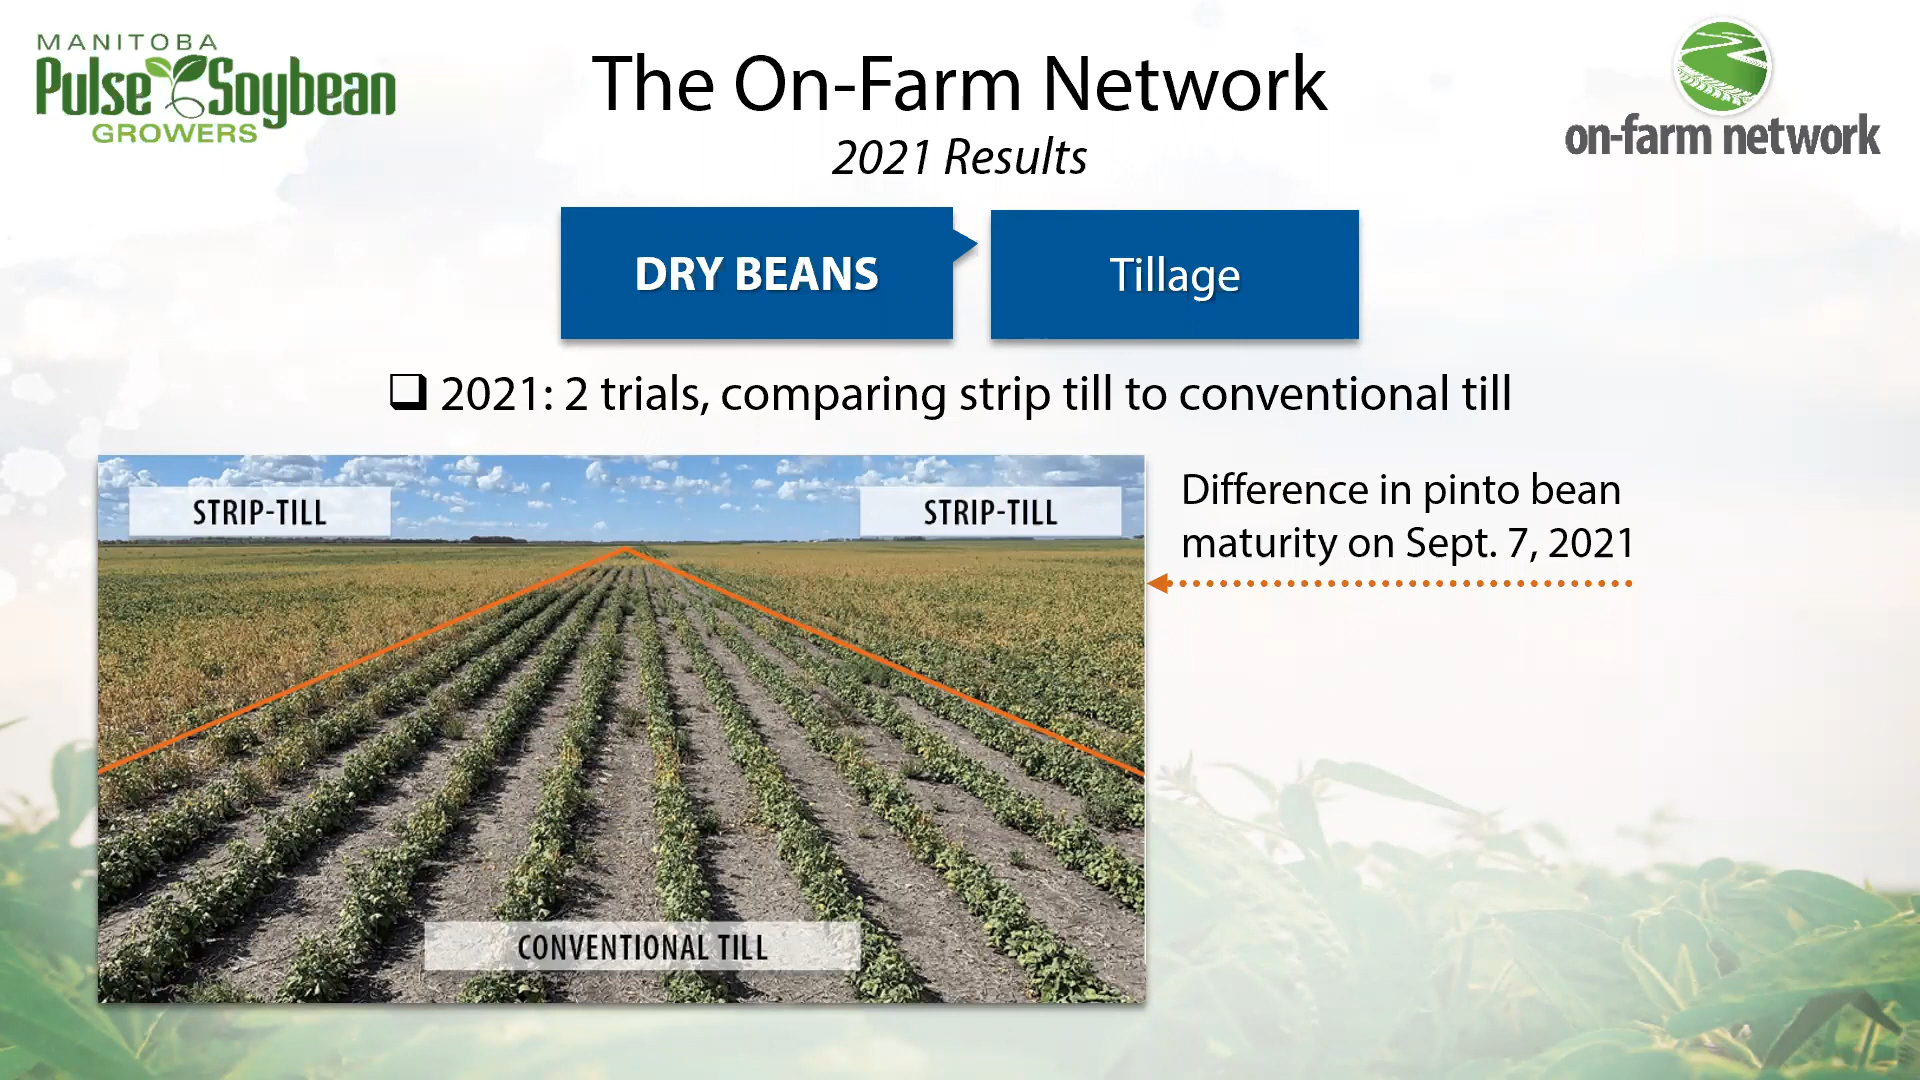 MANITOBA
Pulse Soybean
GROWERS
The On-Farm Network
2021 Results
on-farm network
DRY BEANS
Tillage
2021: 2 trials, comparing strip till to conventional till
STRIP-TILL
STRIP-TILL
Difference in pinto bean
maturity on Sept. 7, 2021
CONVENTIONAL TILL